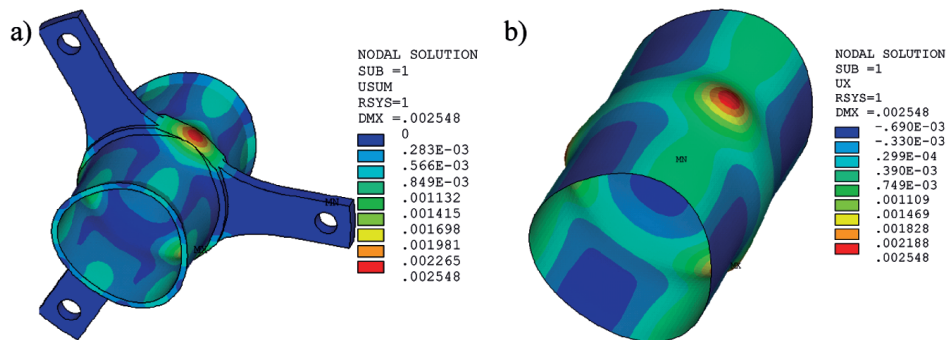 a)
NODAL SOLUTION
SUB =1
USUM
RSYS=1
DMX =.002548
0
.283E-03
.566E-03
.849E-03
.001132
.001415
.001698
.001981
.002265
.002548
MN
MX
b)
NODAL SOLUTION
SUB =1
UX
RSYS=1
DMX =.002548
-.690E-03
-.330E-03
.299E-04
.390E-03
.749E-03
.001109
.001469
.001828
.002188
.002548
MN
MX